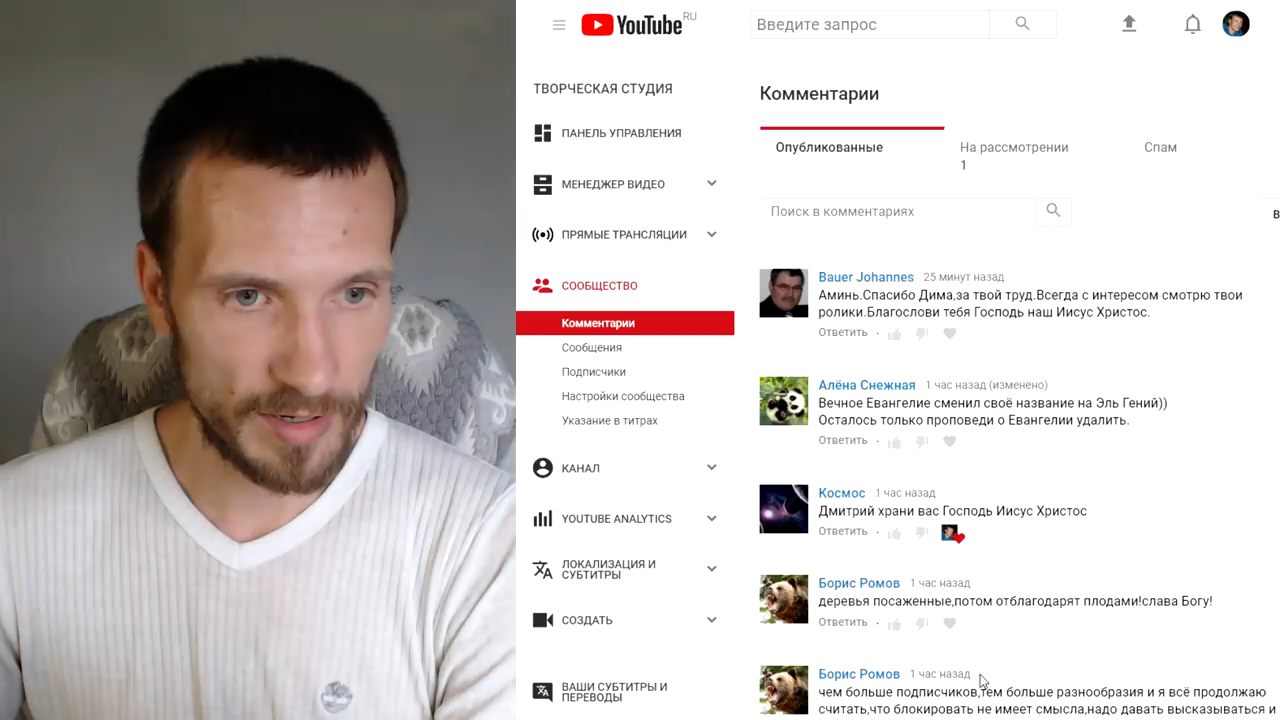 YouTube RU
Введите запрос
ТВОРЧЕСКАЯ СТУДИЯ
ПАНЕЛЬ УПРАВЛЕНИЯ
МЕНЕДЖЕР ВИДЕО
ПРЯМЫЕ ТРАНСЛЯЦИИ
СООБЩЕСТВО
Комментарии
Сообщения
Подписчики
Настройки сообщества
Указание в титрах
КАНАЛ
YOUTUBE ANALYTICS
ЛОКАЛИЗАЦИЯ И
СУБТИТРЫ
СОЗДАТЬ
ВАШИ СУБТИТРЫ И
ПЕРЕВОДЫ
Комментарии
Опубликованные
На рассмотрении
1
Спам
Поиск в комментариях
В
Bauer Johannes 25 минут назад
Аминь.Спасибо Дима,за твой труд.Всегда с интересом смотрю твои
ролики.Благослови тебя Господь наш Иисус Христос.
Ответить
Алёна Снежная 1 час назад (изменено)
Вечное Евангелие сменил своё название на Эль Гений))
Осталось только проповеди о Евангелии удалить.
Ответить
Космос 1 час назад
Дмитрий храни вас Господь Иисус Христос
Ответить
Борис Ромов 1 час назад
деревья посаженные,потом отблагодарят плодами!слава Богу!
Ответить
Борис Ромов 1 час назад
чем больше подписчиков,тем больше разнообразия и я всё продолжаю
считать,что блокировать не имеет смысла,надо давать высказываться и